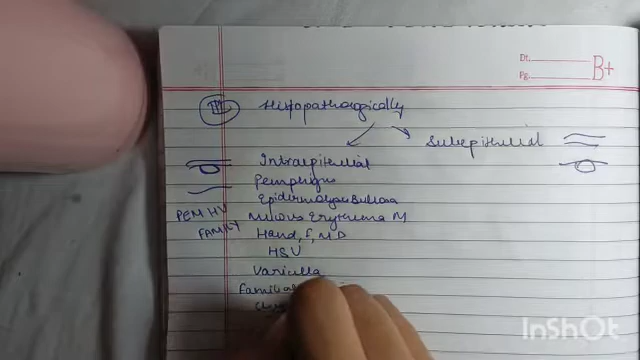 Dt.
Pg.
B+
III Histopathologically
Intraepithelial
Subepithelial
Pemphigus
Epidermolysis Bullosa
Mucous Erythema M
PEM HV
FAMILY
Hand, F, M D
HSV
Varicella
Familial
InShOt